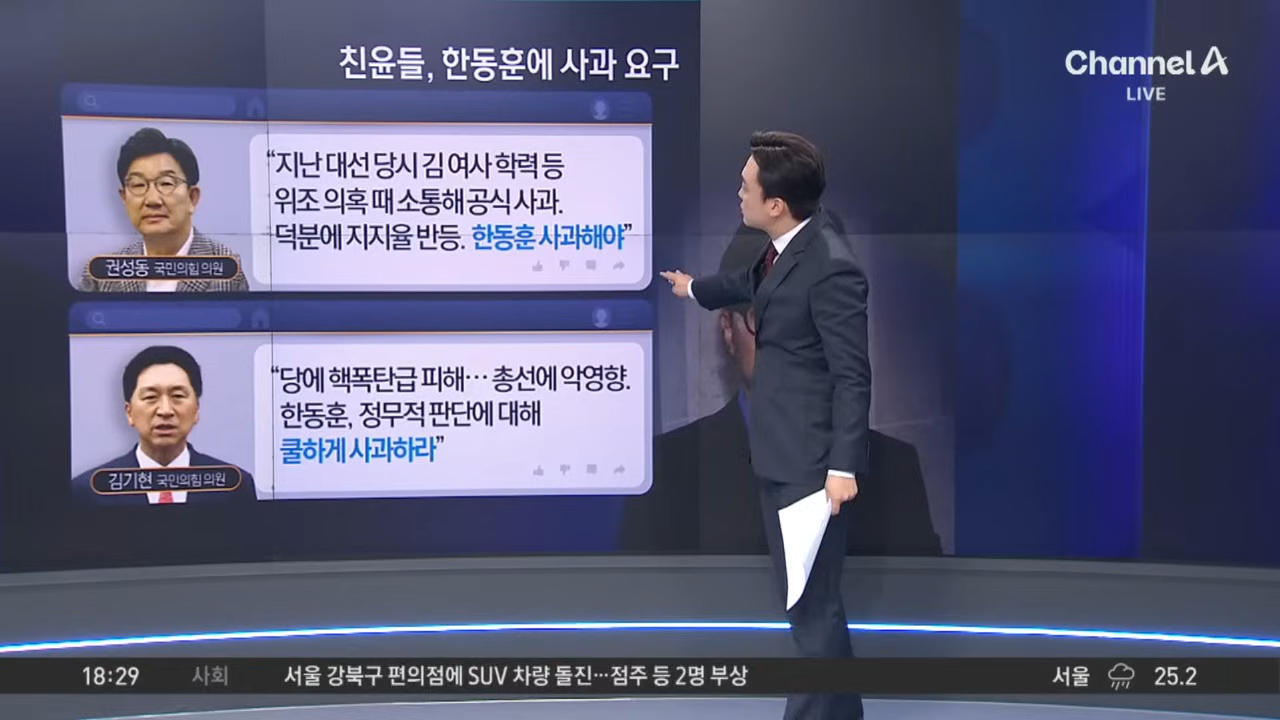 친윤들, 한동훈에 사과 요구
Channel A
LIVE
“지난 대선 당시 김 여사 학력 등
위조 의혹 때 소통해 공식 사과.
덕분에 지지율 반등. 한동훈 사과해야”
권성동 국민의힘 의원
“당에 핵폭탄급 피해… 총선에 악영향.
한동훈, 정무적 판단에 대해
쿨하게 사과하라”
김기현 국민의힘 의원
18:29 사회 서울 강북구 편의점에 SUV 차량 돌진…점주 등 2명 부상 서울 25.2